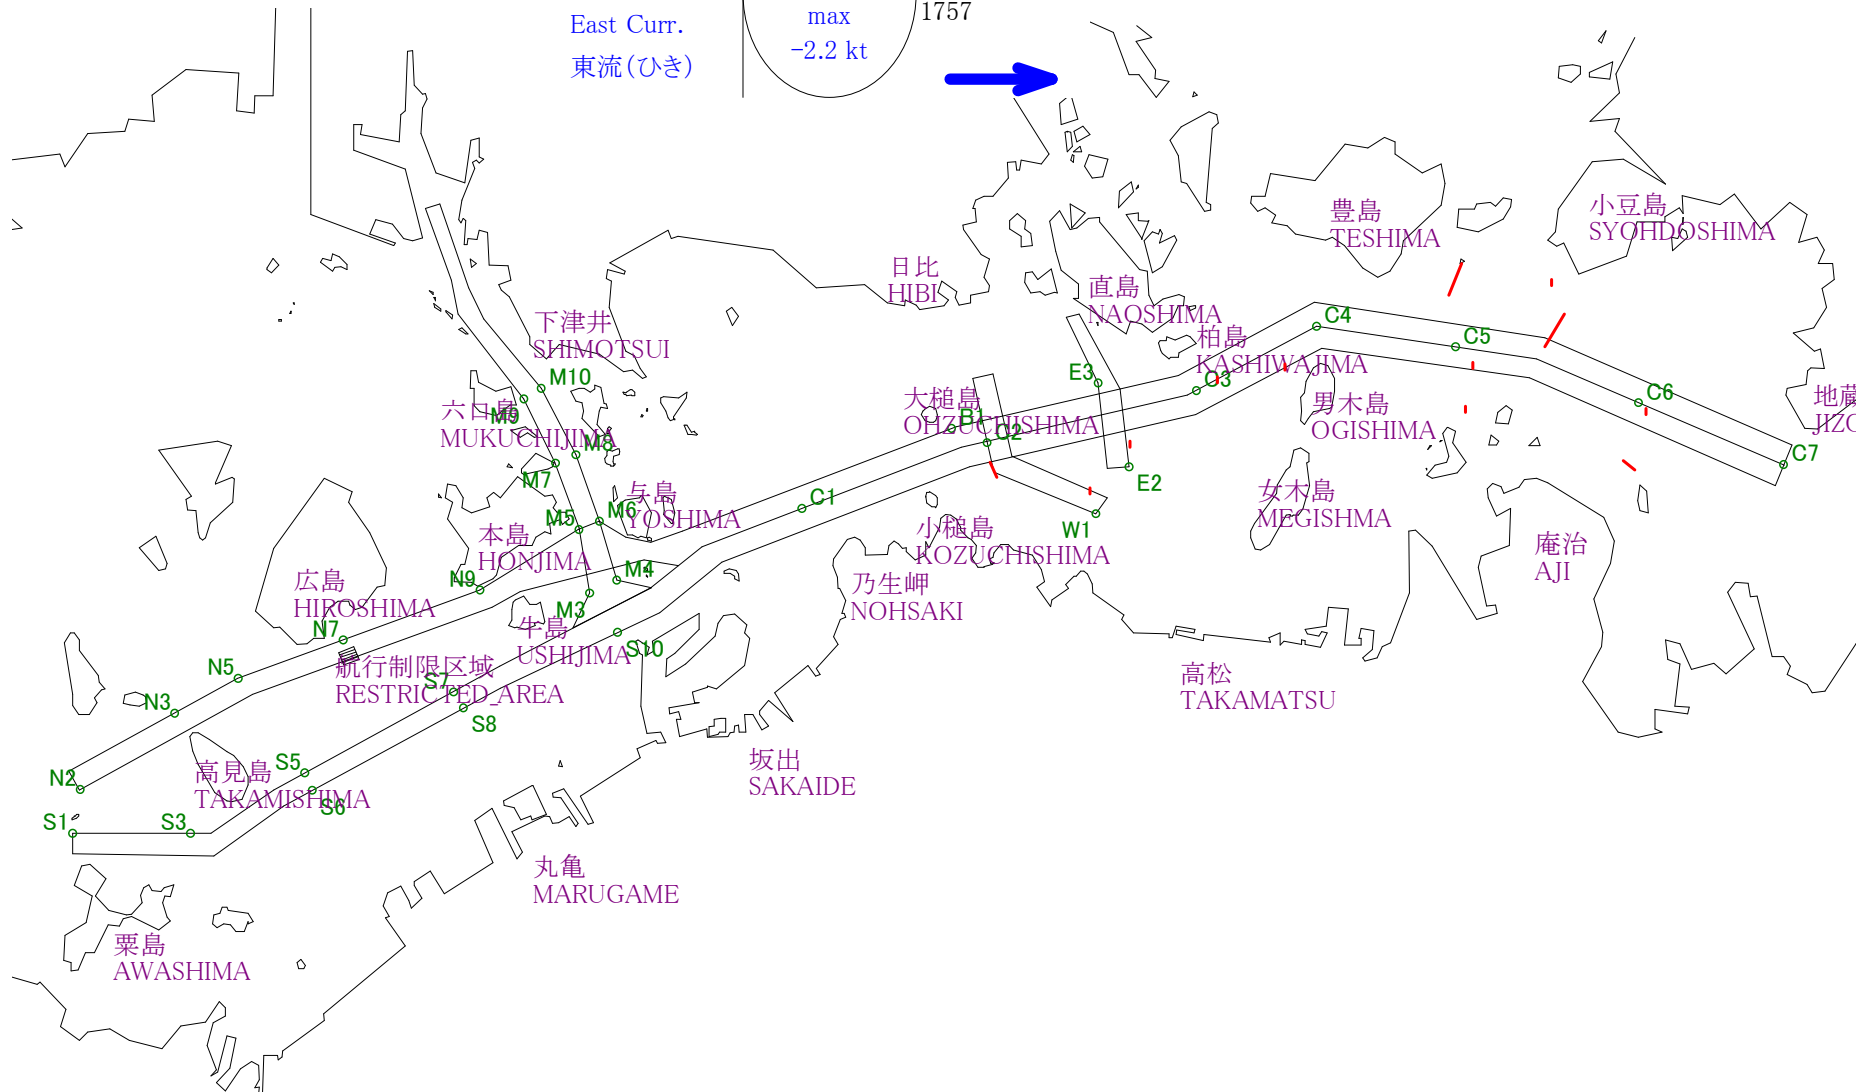 1757
East Curr.
max
-2.2 kt
東流(ひき)
豊島
TESHIMA
小豆島
SYOHDOSHIMA
日比
HIBI
直島
NAOSHIMA
下津井
SHIMOTSUI
柏島
KASHIWAJIMA
C4
C5
M10
E3
C3
C6
六口島
MUKUCHIJIMA
M9
大槌島
OHZUCHISHIMA
B1
C2
男木島
OGISHIMA
地蔵
JIZO
M8
M7
C7
E2
与島
YOSHIMA
C1
女木島
MEGISHMA
M5
M6
W1
本島
HONJIMA
小槌島
KOZUCHISHIMA
庵治
AJI
広島
HIROSHIMA
N9
M4
M3
乃生岬
NOHSAKI
N7
牛島
USHIJIMA
S10
航行制限区域
RESTRICTED_AREA
N5
S7
高松
TAKAMATSU
N3
S8
坂出
SAKAIDE
N2
高見島
TAKAMISHIMA
S5
S6
S1
S3
丸亀
MARUGAME
粟島
AWASHIMA